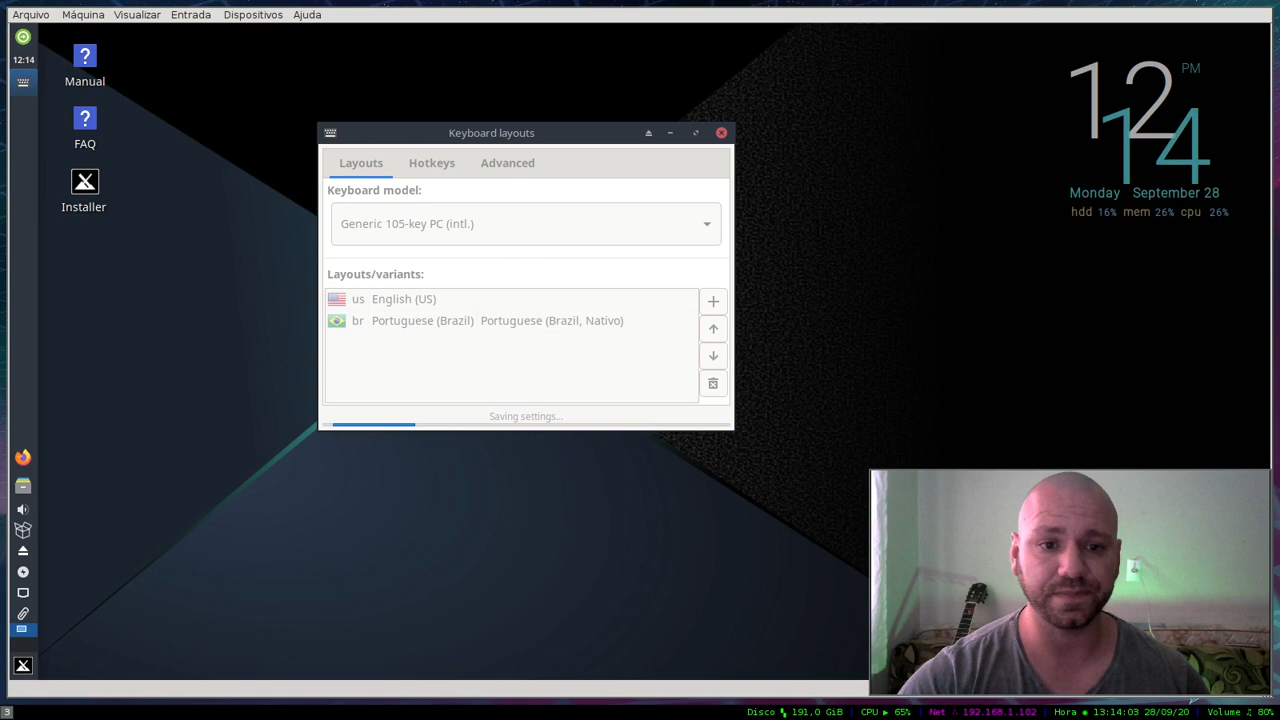 Arquivo Máquina Visualizar Entrada Dispositivos Ajuda
12:14
Manual
FAQ
Installer
12 PM
14
Monday September 28
hdd 16% mem 26% cpu 26%
Keyboard layouts
Layouts Hotkeys Advanced
Keyboard model:
Generic 105-key PC (intl.)
Layouts/variants:
us English (US)
br Portuguese (Brazil) Portuguese (Brazil, Nativo)
Saving settings...
3 Disco 191,0 GiB | CPU ▶ 65% | Net 192.168.1.102 | Hora 13:14:03 28/09/20 | Volume ♫ 80%